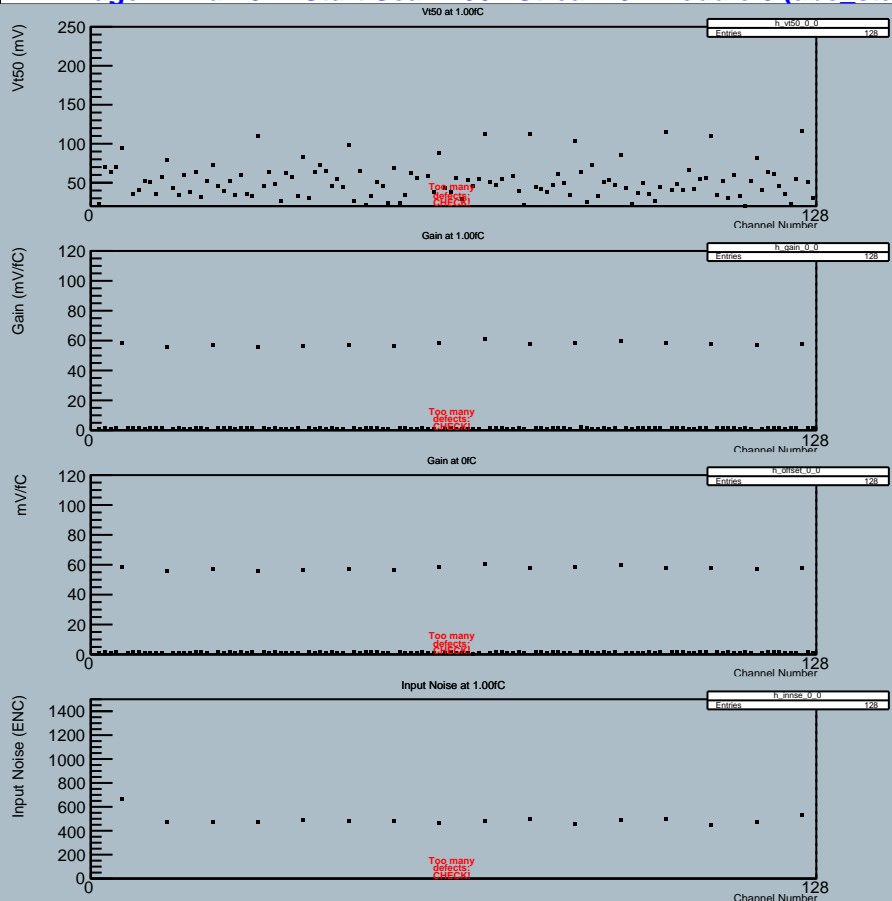 Vt50 at 1.00fC
h_vt50_0_0
Entries 128
Vt50 (mV)
250
200
150
100
50
Too many
defects:
CHECK!
0
128
Channel Number
Gain at 1.00fC
h_gain_0_0
Entries 128
Gain (mV/fC)
120
100
80
60
40
20
0
Too many
defects:
CHECK!
0
128
Channel Number
Gain at 0fC
h_offset_0_0
Entries 128
mV/fC
120
100
80
60
40
20
0
Too many
defects:
CHECK!
0
128
Channel Number
Input Noise at 1.00fC
h_innse_0_0
Entries 128
Input Noise (ENC)
1400
1200
1000
800
600
400
200
0
Too many
defects:
CHECK!
0
128
Channel Number